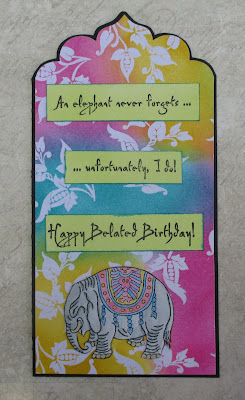 An elephant never forgets ...
... unfortunately, I do!
Happy Belated Birthday!